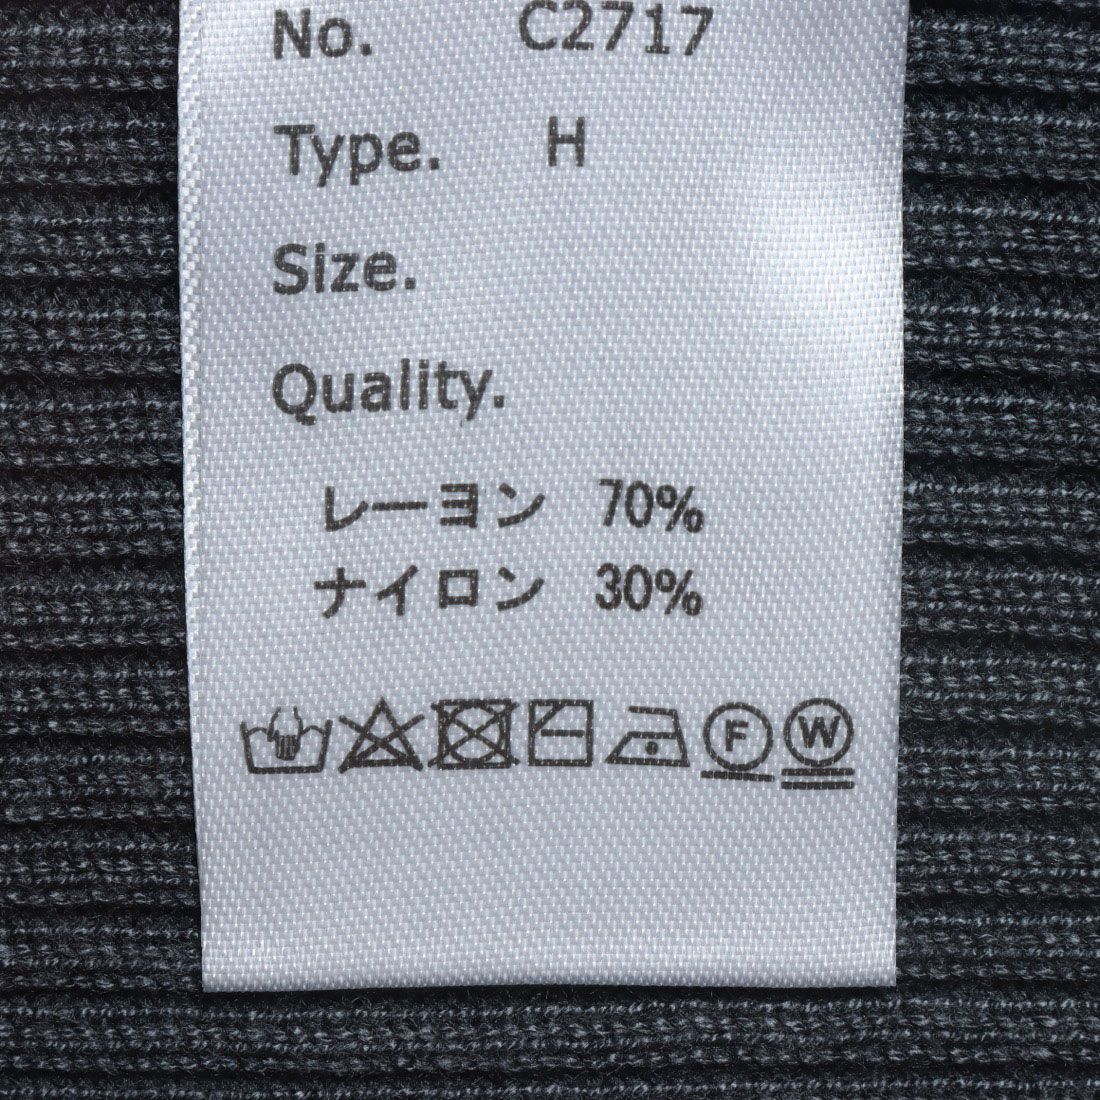 No. C2717
Type. H
Size.
Quality.
レーヨン 70%
ナイロン 30%
F W